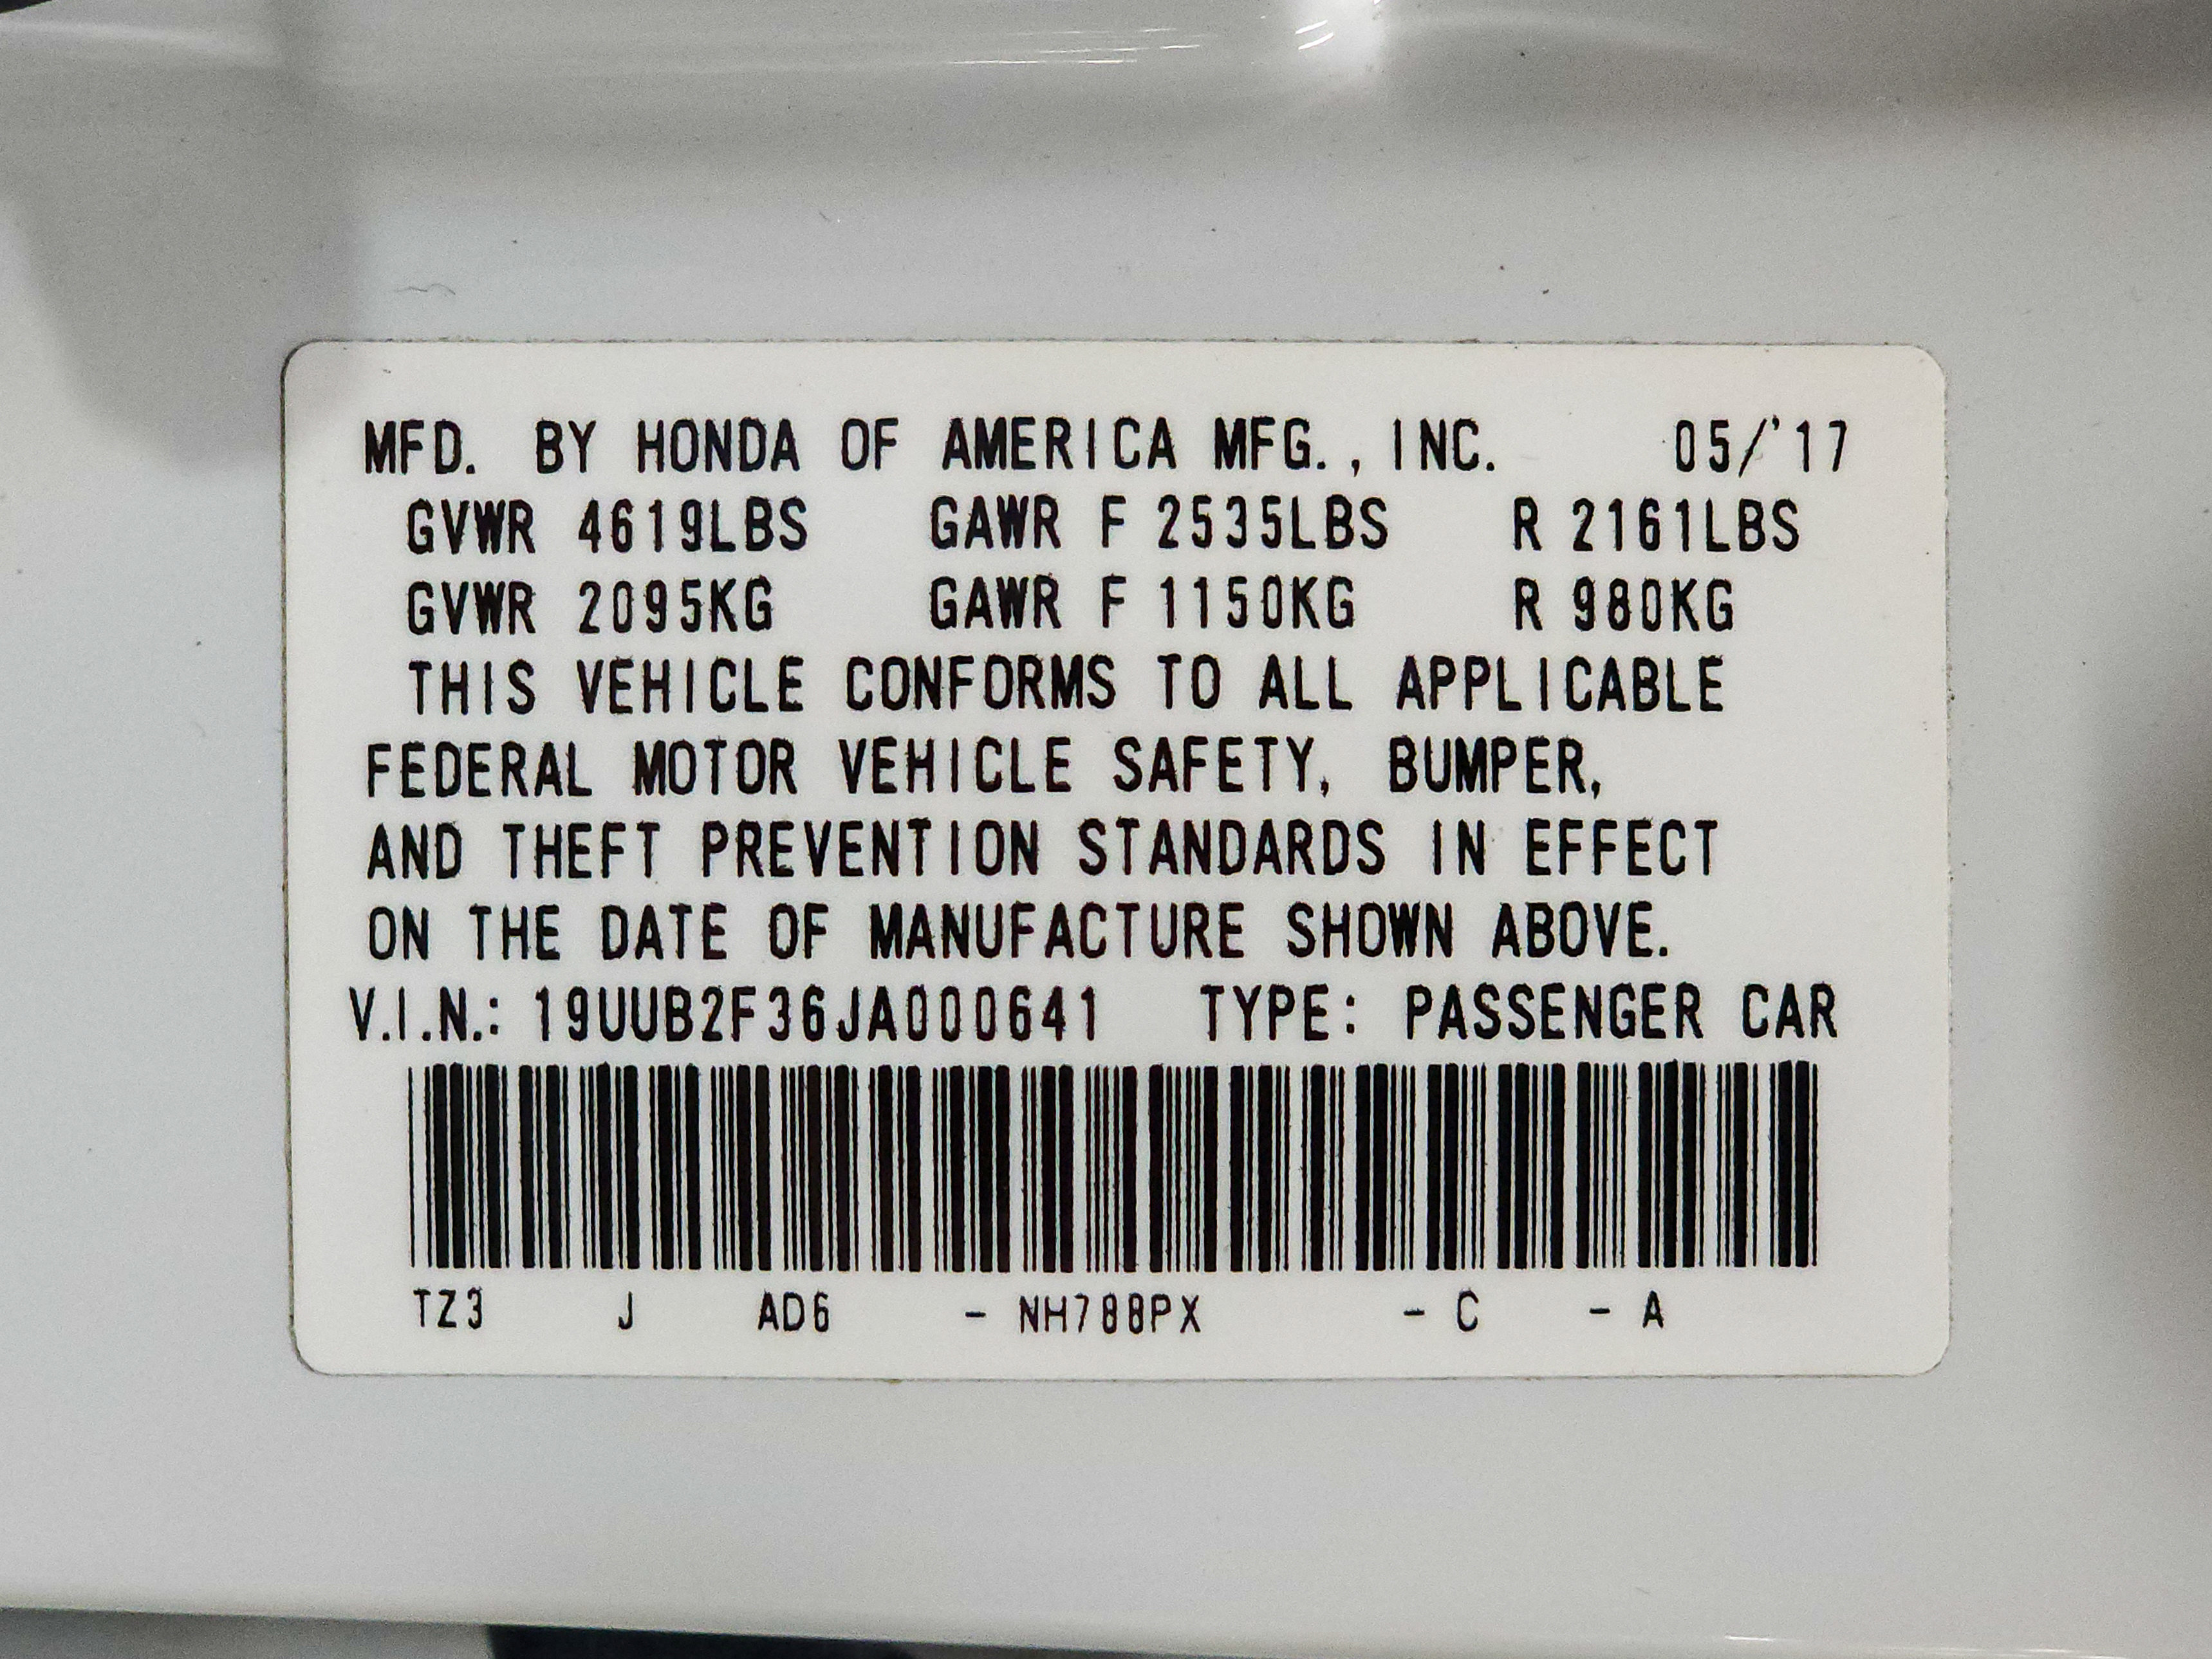 MFD. BY HONDA OF AMERICA MFG., INC. 05/'17
GVWR 4619LBS GAWR F 2535LBS R 2161LBS
GVWR 2095KG GAWR F 1150KG R 980KG
THIS VEHICLE CONFORMS TO ALL APPLICABLE
FEDERAL MOTOR VEHICLE SAFETY, BUMPER,
AND THEFT PREVENTION STANDARDS IN EFFECT
ON THE DATE OF MANUFACTURE SHOWN ABOVE.
V.I.N.: 19UUB2F36JA000641 TYPE: PASSENGER CAR
TZ3 J AD6 - NH788PX - C - A